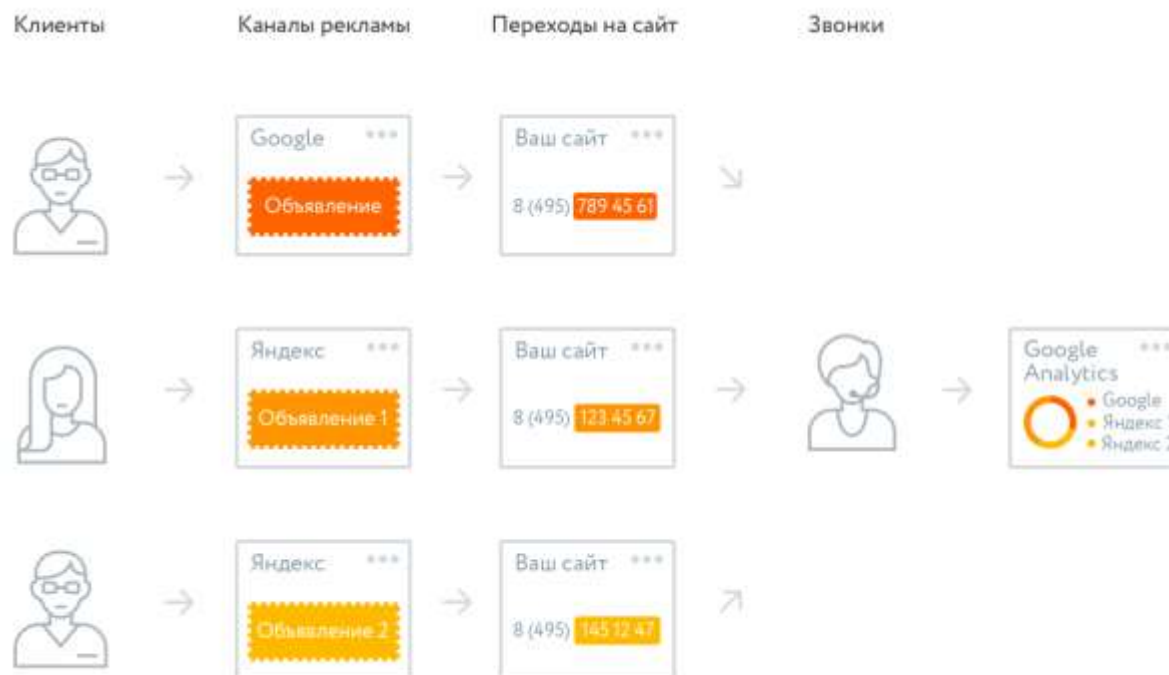 Клиенты
Каналы рекламы
Переходы на сайт
Звонки
Google
Объявление
Ваш сайт
8 (495) 789 45 61
Яндекс
Объявление 1
Ваш сайт
8 (495) 123 45 67
Google
Analytics
Google
Яндекс 1
Яндекс 2
Яндекс
Объявление 2
Ваш сайт
8 (495) 145 12 47